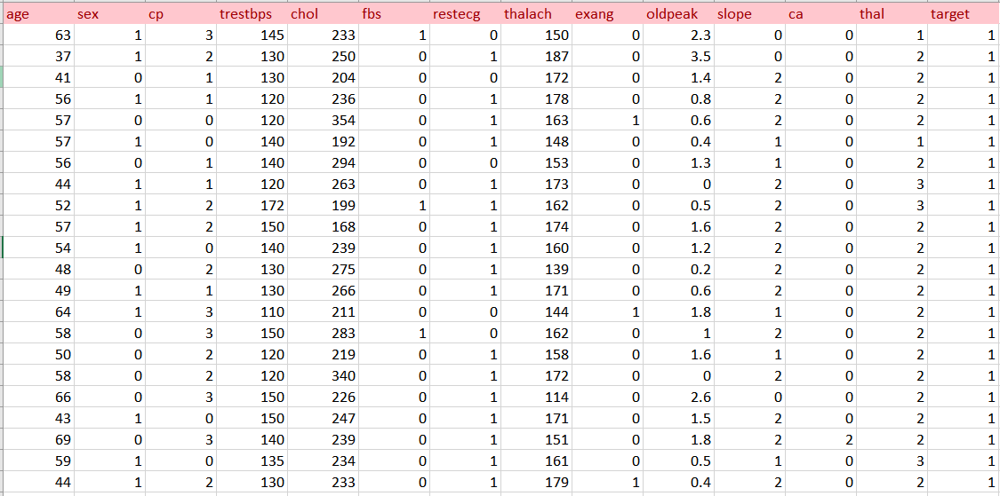 age sex cp trestbps chol fbs restecg thalach exang oldpeak slope ca thal target
63 1 3 145 233 1 0 150 0 2.3 0 0 1 1
37 1 2 130 250 0 1 187 0 3.5 0 0 2 1
41 0 1 130 204 0 0 172 0 1.4 2 0 2 1
56 1 1 120 236 0 1 178 0 0.8 2 0 2 1
57 0 0 120 354 0 1 163 1 0.6 2 0 2 1
57 1 0 140 192 0 1 148 0 0.4 1 0 1 1
56 0 1 140 294 0 0 153 0 1.3 1 0 2 1
44 1 1 120 263 0 1 173 0 0 2 0 3 1
52 1 2 172 199 1 1 162 0 0.5 2 0 3 1
57 1 2 150 168 0 1 174 0 1.6 2 0 2 1
54 1 0 140 239 0 1 160 0 1.2 2 0 2 1
48 0 2 130 275 0 1 139 0 0.2 2 0 2 1
49 1 1 130 266 0 1 171 0 0.6 2 0 2 1
64 1 3 110 211 0 0 144 1 1.8 1 0 2 1
58 0 3 150 283 1 0 162 0 1 2 0 2 1
50 0 2 120 219 0 1 158 0 1.6 1 0 2 1
58 0 2 120 340 0 1 172 0 0 2 0 2 1
66 0 3 150 226 0 1 114 0 2.6 0 0 2 1
43 1 0 150 247 0 1 171 0 1.5 2 0 2 1
69 0 3 140 239 0 1 151 0 1.8 2 2 2 1
59 1 0 135 234 0 1 161 0 0.5 1 0 3 1
44 1 2 130 233 0 1 179 1 0.4 2 0 2 1